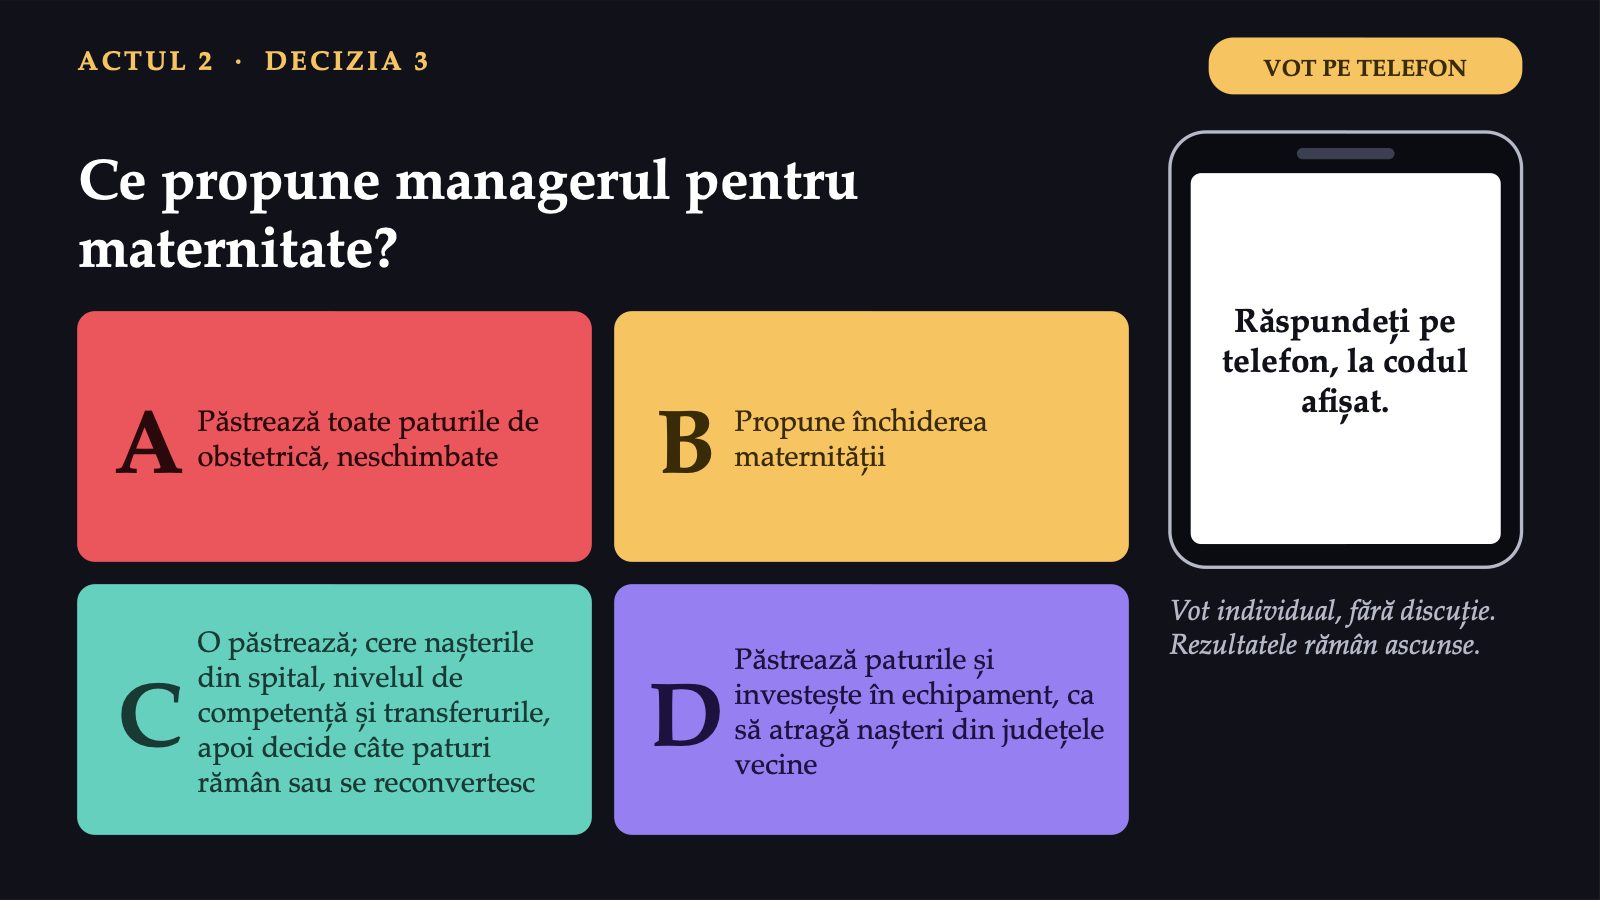 ACTUL 2 · DECIZIA 3
VOT PE TELEFON
Ce propune managerul pentru
maternitate?
A
Păstrează toate paturile de
obstetrică, neschimbate
B
Propune închiderea
maternității
C
O păstrează; cere nașterile
din spital, nivelul de
competență și transferurile,
apoi decide câte paturi
rămân sau se reconvertesc
D
Păstrează paturile și
investește în echipament, ca
să atragă nașteri din județele
vecine
Răspundeți pe
telefon, la codul
afișat.
Vot individual, fără discuție.
Rezultatele rămân ascunse.